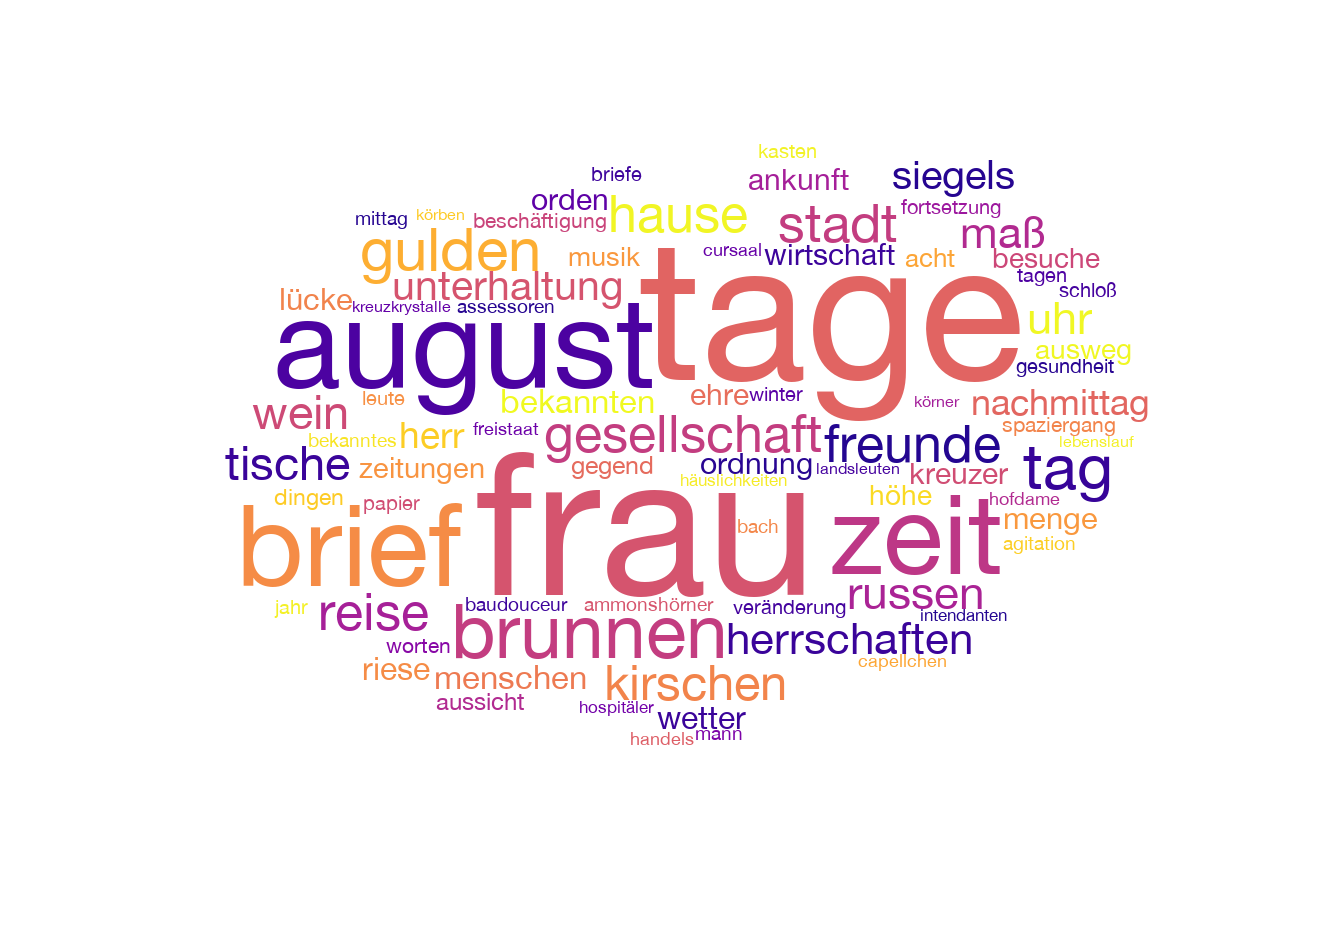 kasten
briefe
ankunft
siegels
orden
hause
fortsetzung
mittag
körben
beschäftigung
stadt
maß
gulden
musik
cursaal
wirtschaft
acht
besuche
tagen
unterhaltung
tage
schloß
lücke
kreuzkrystalle
assessoren
uhr
august
ausweg
gesundheit
wein
leute
bekannten
ehre
winter
körner
nachmittag
bekanntes
herr
freistaat
gesellschaft
freunde
spaziergang
lebenslauf
tische
zeitungen
gegend
ordnung
landsleuten
kreuzer
tag
häuslichkeiten
dingen
papier
höhe
hofdame
brief
frau
bach
zeit
menge
agitation
jahr
reise
baudouceur
ammonshörner
veränderung
russen
intendanten
worten
brunnen
herrschaften
riese
menschen
kirschen
capellchen
aussicht
hospitäler
wetter
handels
mann